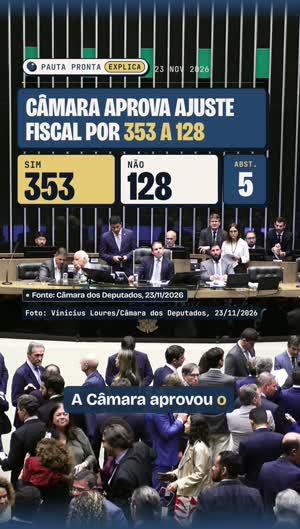 PAUTA PRONTA EXPLICA 23 NOV 2026
CÂMARA APROVA AJUSTE
FISCAL POR 353 A 128
SIM NÃO ABST.
353 128 5
Fonte: Câmara dos Deputados, 23/11/2026
Foto: Vinicius Loures/Câmara dos Deputados, 23/11/2026
A Câmara aprovou o